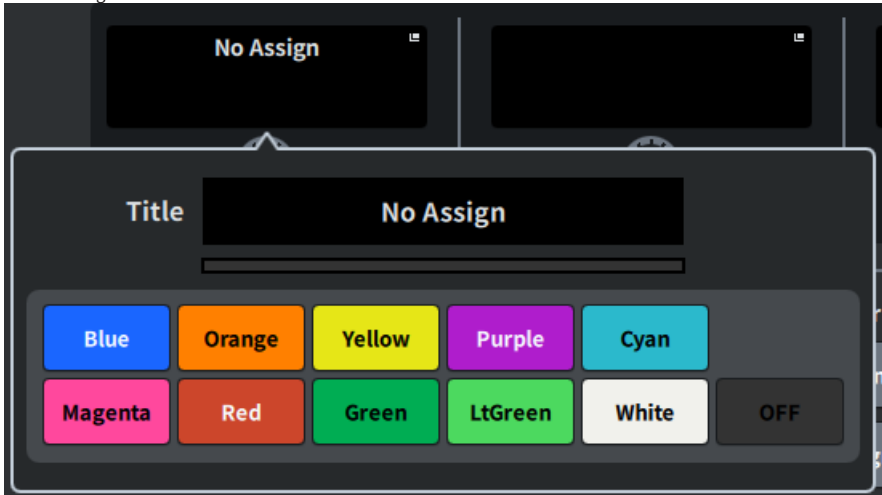 No Assign
Title
No Assign
Blue Orange Yellow Purple Cyan
Magenta Red Green LtGreen White OFF